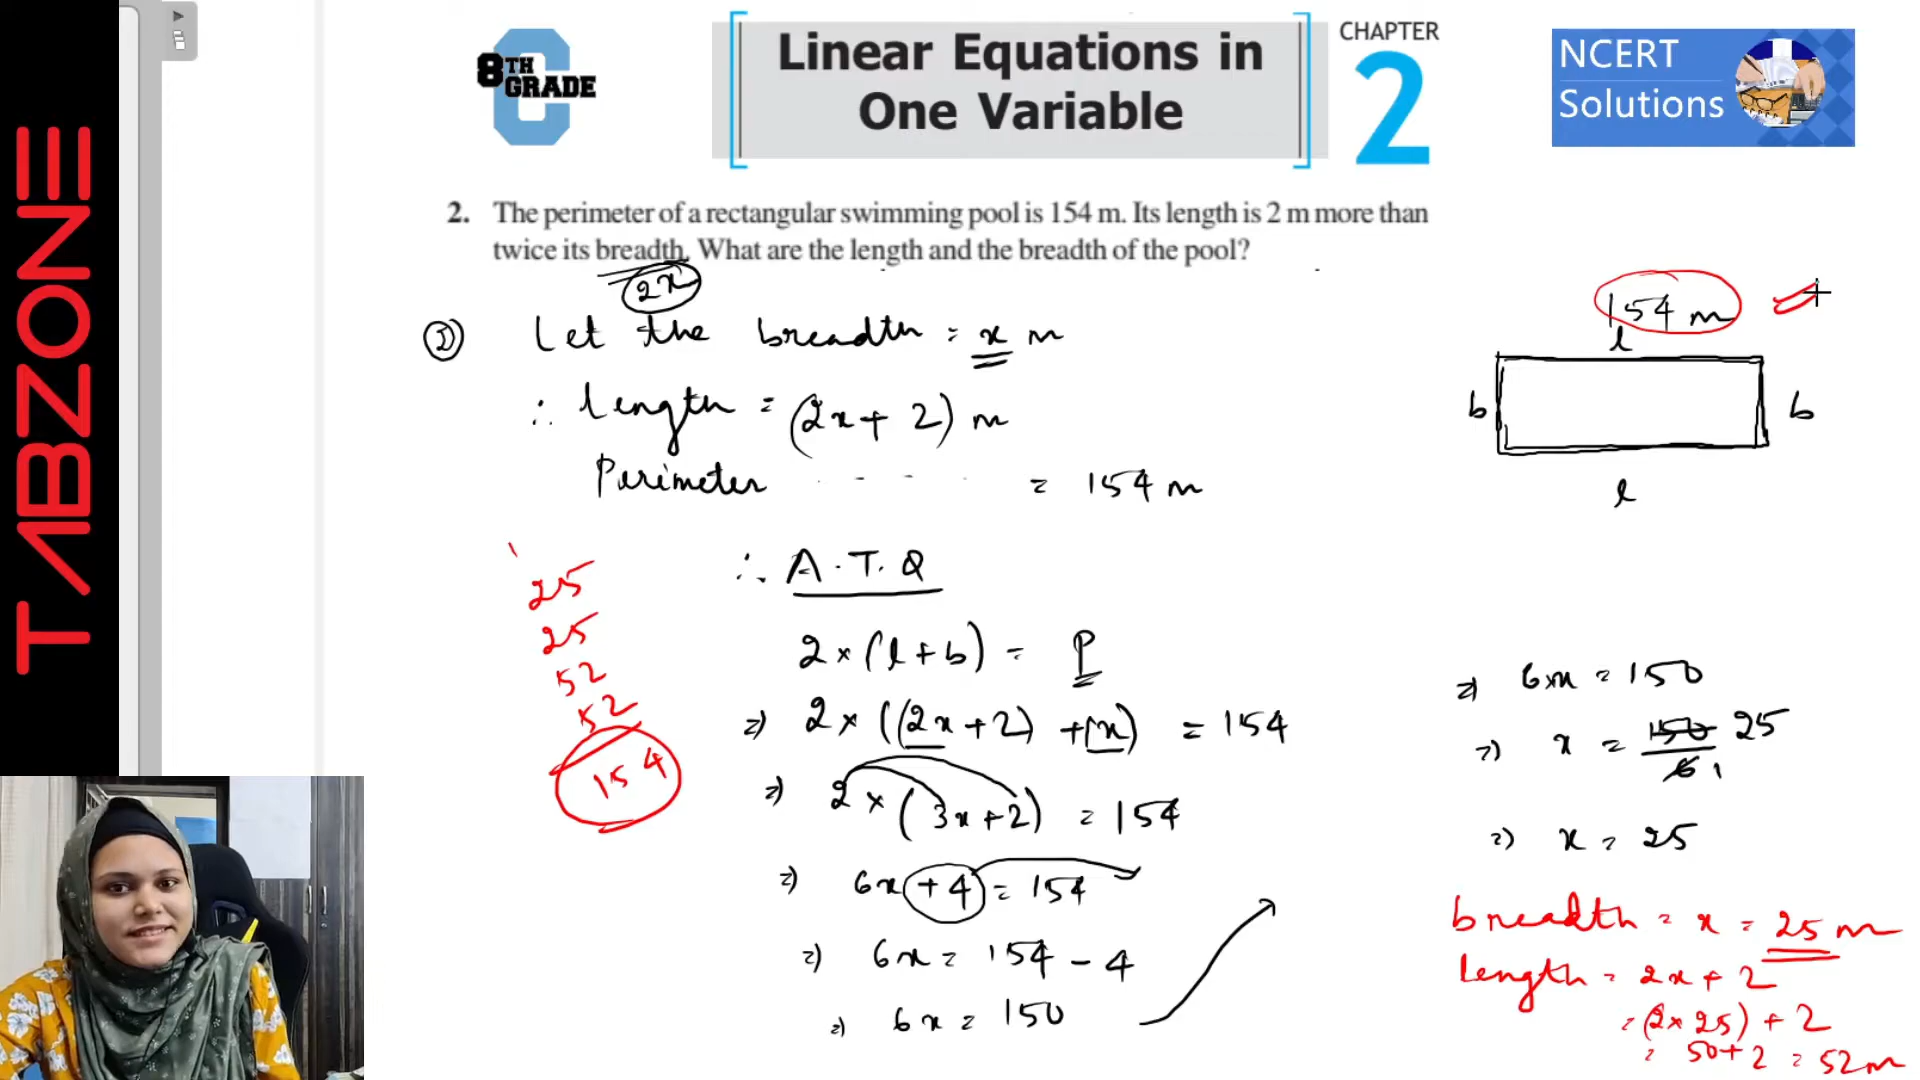 TABZONE
8TH GRADE
Linear Equations in
One Variable
CHAPTER
2
NCERT
Solutions
2. The perimeter of a rectangular swimming pool is 154 m. Its length is 2 m more than
twice its breadth. What are the length and the breadth of the pool?
2x
Let the breadth = x m
∴ length = (2x + 2) m
Perimeter - - - = 154 m
∴ A.T.Q
2 × (l + b) = P
⇒ 2 × ((2x + 2) + (x)) = 154
⇒ 2 × (3x + 2) = 154
⇒ 6x + 4 = 154
⇒ 6x = 154 - 4
⇒ 6x = 150
25
25
52
52
154
154 m
l
b b
l
⇒ 6x = 150
⇒ x = 150/6 25 1
⇒ x = 25
breadth = x = 25 m
length = 2x + 2
= (2 × 25) + 2
= 50 + 2 = 52 m